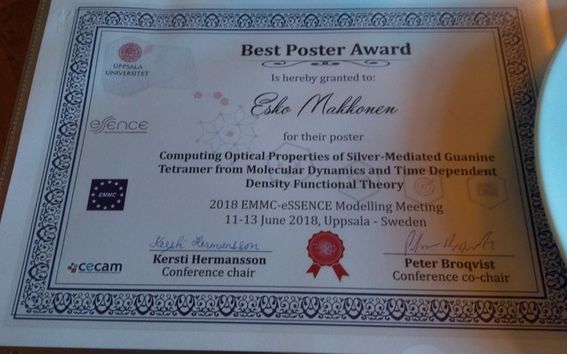 Best Poster Award
UPPSALA
UNIVERSITET
Is hereby granted to:
Esko Makkonen
eSSENCE
for their poster
Computing Optical Properties of Silver-Mediated Guanine
Tetramer from Molecular Dynamics and Time Dependent
Density Functional Theory
EMMC
2018 EMMC-eSSENCE Modelling Meeting
11-13 June 2018, Uppsala - Sweden
Kersti Hermansson
Kersti Hermansson
Conference chair
Peter Broqvist
Conference co-chair
cecam